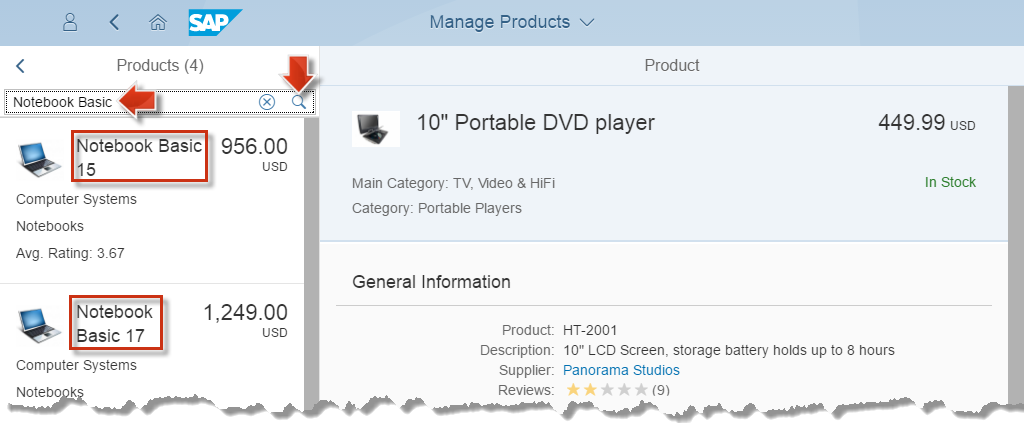 SAP
Manage Products
Products (4)
Product
Notebook Basic
Notebook Basic
15
956.00
USD
Computer Systems
Notebooks
Avg. Rating: 3.67
Notebook
Basic 17
1,249.00
USD
Computer Systems
Notebooks
10" Portable DVD player
449.99 USD
Main Category: TV, Video & HiFi
In Stock
Category: Portable Players
General Information
Product: HT-2001
Description: 10" LCD Screen, storage battery holds up to 8 hours
Supplier: Panorama Studios
Reviews: (9)